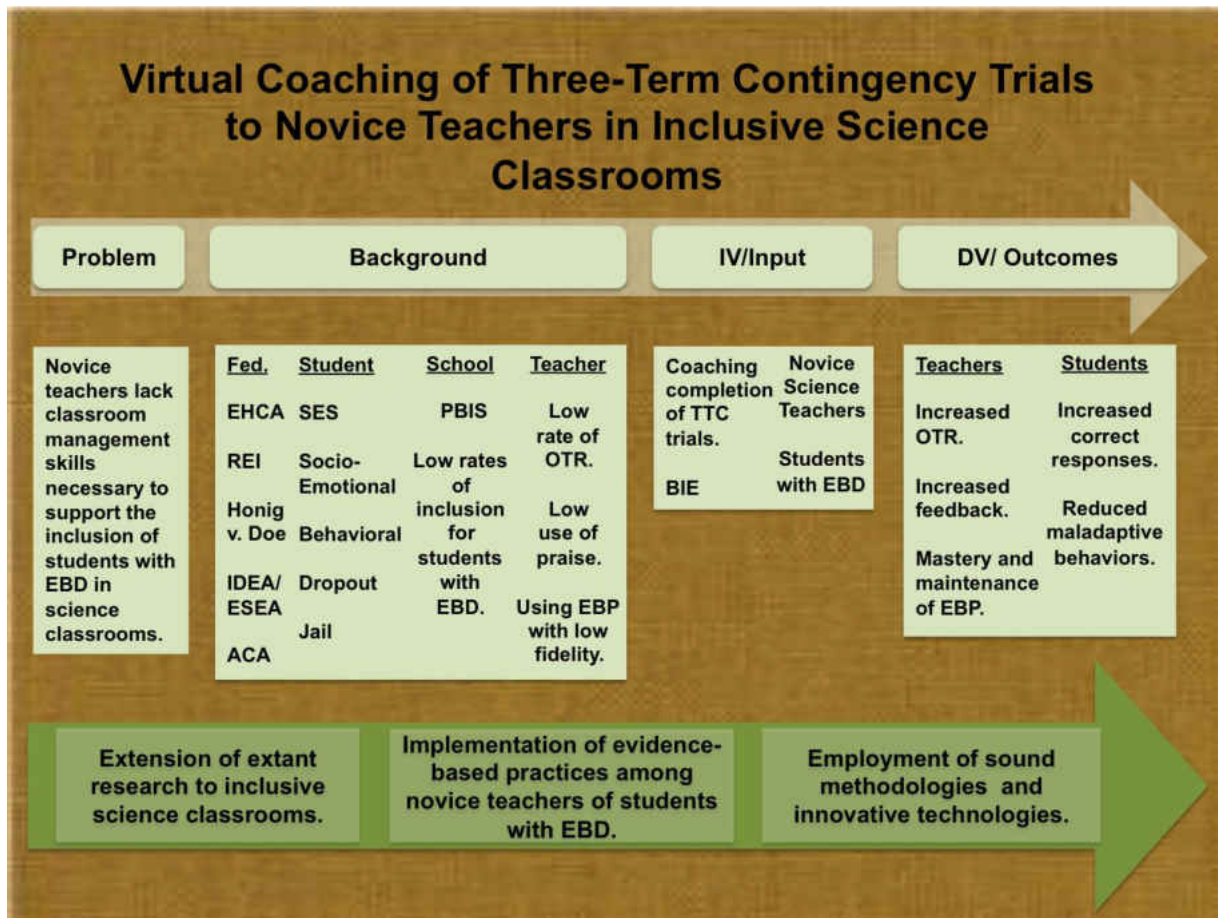 Virtual Coaching of Three-Term Contingency Trials
to Novice Teachers in Inclusive Science
Classrooms
Problem
Background
IV/Input
DV/ Outcomes
Novice
teachers lack
classroom
management
skills
necessary to
support the
inclusion of
students with
EBD in
science
classrooms.
Fed.
EHCA
REI
Honig
v. Doe
IDEA/
ESEA
ACA
Student
SES
Socio-
Emotional
Behavioral
Dropout
Jail
School
PBIS
Low rates
of
inclusion
for
students
with
EBD.
Teacher
Low
rate of
OTR.
Low
use of
praise.
Using EBP
with low
fidelity.
Coaching
completion
of TTC
trials.
BIE
Novice
Science
Teachers
Students
with EBD
Teachers
Increased
OTR.
Increased
feedback.
Mastery and
maintenance
of EBP.
Students
Increased
correct
responses.
Reduced
maladaptive
behaviors.
Extension of extant
research to inclusive
science classrooms.
Implementation of evidence-
based practices among
novice teachers of students
with EBD.
Employment of sound
methodologies and
innovative technologies.